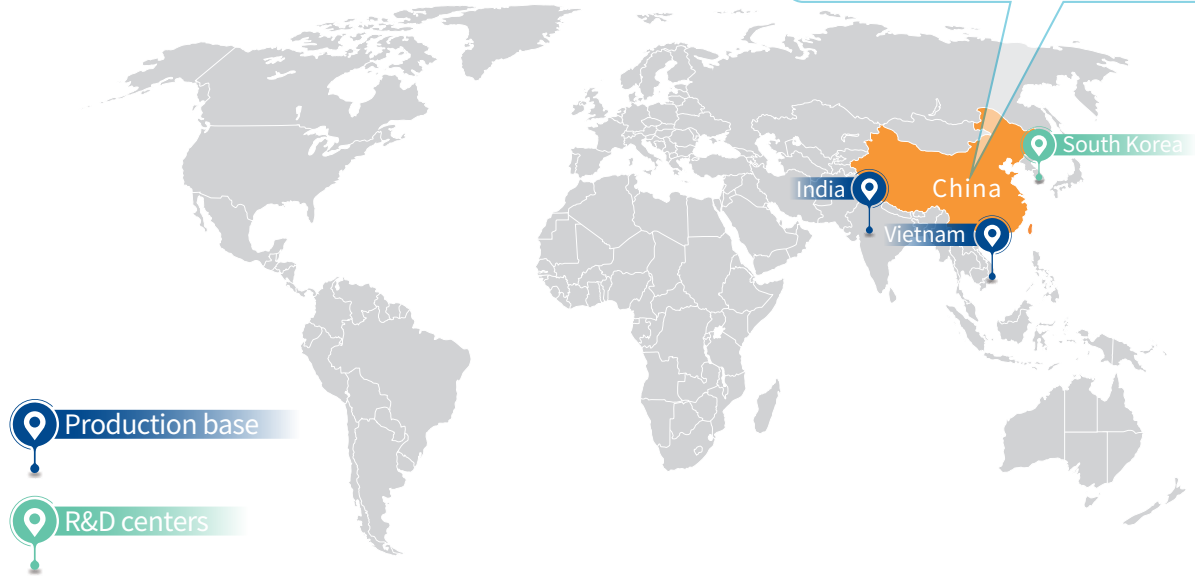 South Korea
India
China
Vietnam
Production base
R&D centers